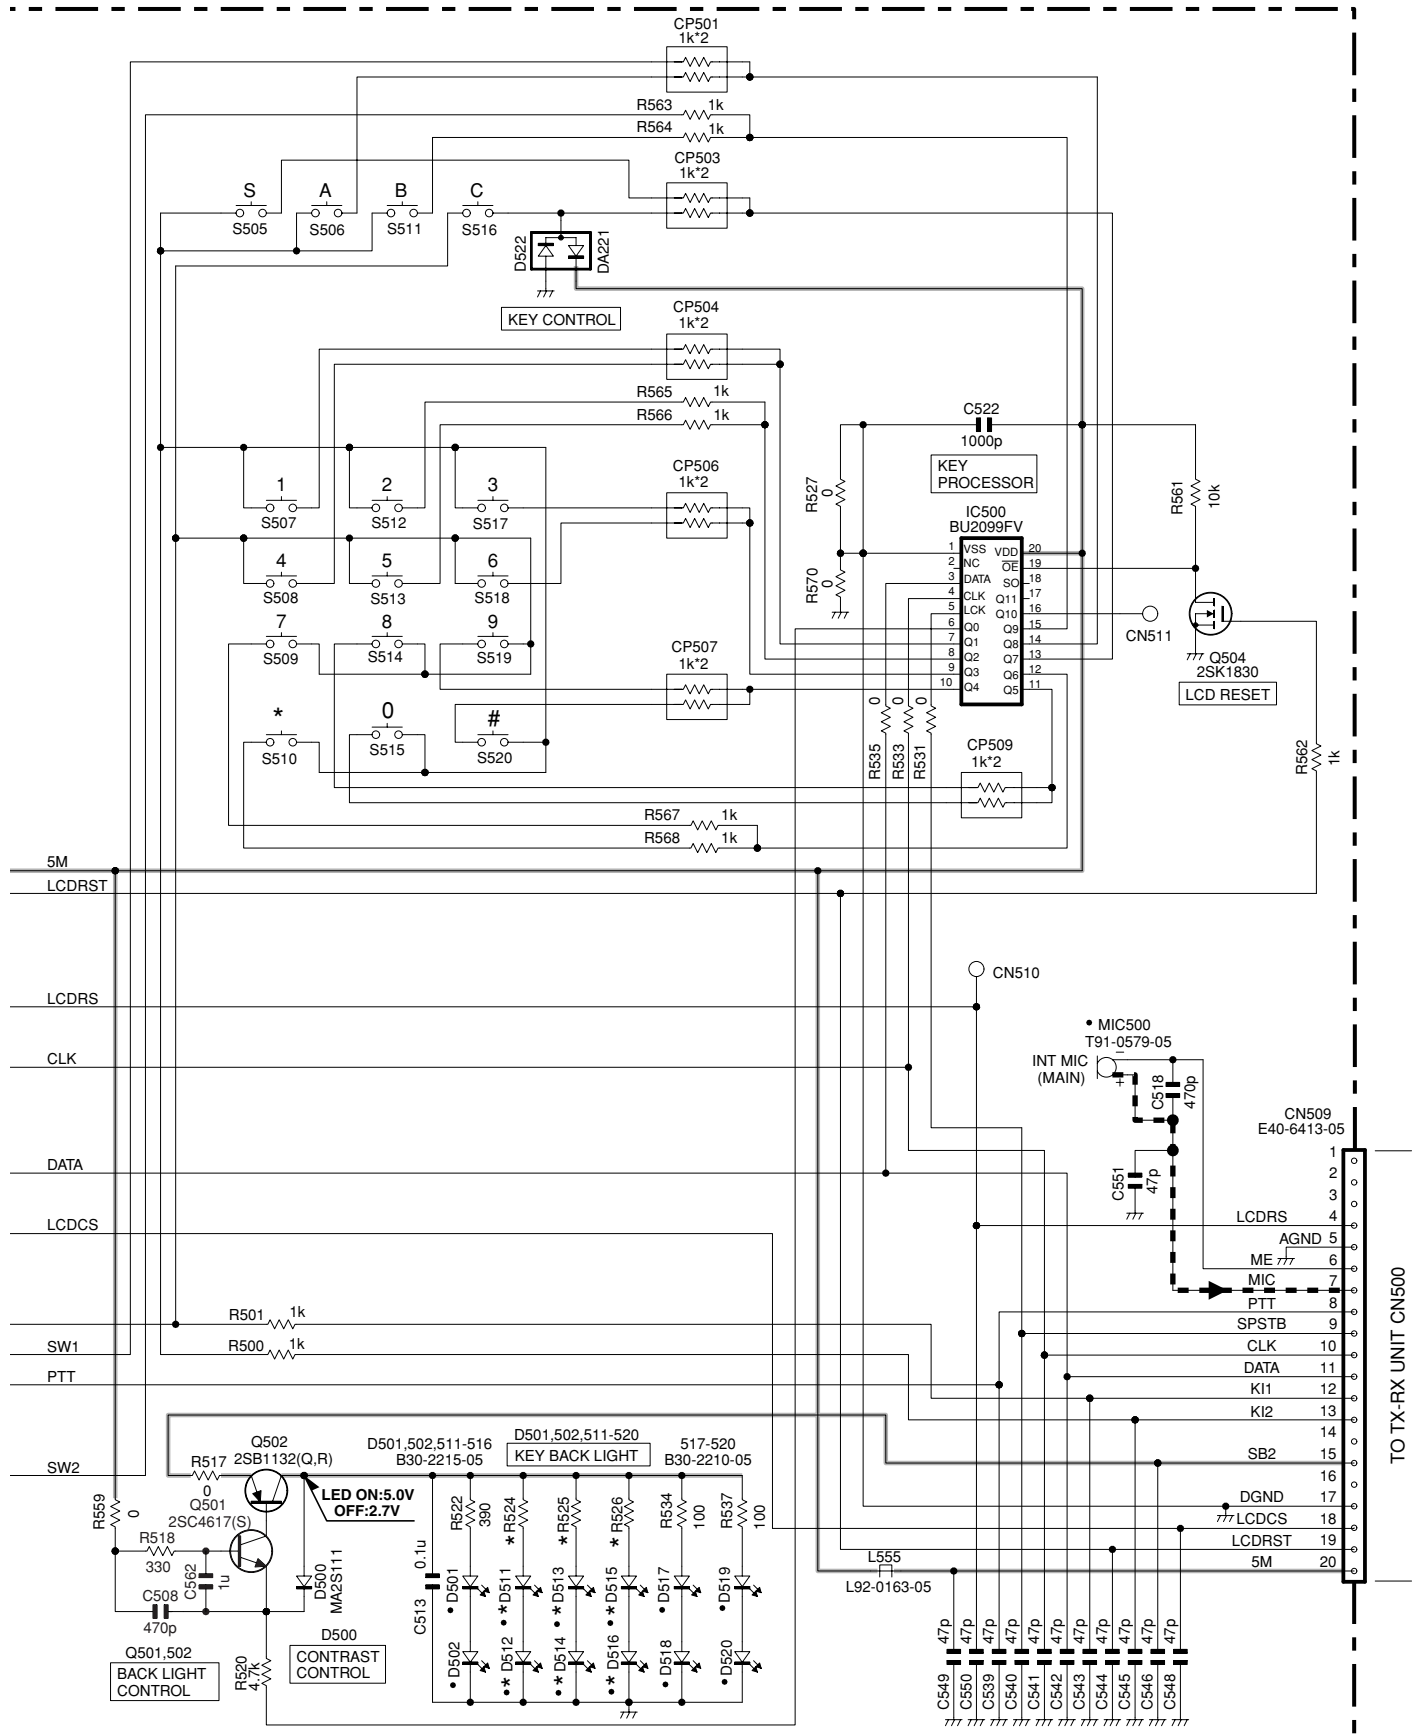 CP501
1k*2
R563 1k
R564 1k
CP503
1k*2
S A B C
S505 S506 S511 S516
D522
DA221
KEY CONTROL
CP504
1k*2
R565 1k
R566 1k
C522
1000p
CP506
1k*2
KEY
PROCESSOR
R527
0
R561
10k
1 2 3
S507 S512 S517
IC500
BU2099FV
1 VSS VDD 20
2 NC OE 19
3 DATA SO 18
4 CLK Q11 17
5 LCK Q10 16
6 Q0 Q9 15
7 Q1 Q8 14
8 Q2 Q7 13
9 Q3 Q6 12
10 Q4 Q5 11
4 5 6
S508 S513 S518
R570
0
CN511
7 8 9
S509 S514 S519
CP507
1k*2
Q504
2SK1830
LCD RESET
* 0 #
S510 S515 S520
R535
0
R533
0
R531
0
CP509
1k*2
R562
1k
R567 1k
R568 1k
5M
LCDRST
CN510
LCDRS
• MIC500
T91-0579-05
INT MIC
(MAIN)
−
+
CLK
C518
470p
CN509
E40-6413-05
DATA
C551
47p
LCDCS
1
2
3
LCDRS 4
AGND 5
ME 6
MIC 7
PTT 8
SPSTB 9
CLK 10
DATA 11
KI1 12
KI2 13
14
SB2 15
16
DGND 17
LCDCS 18
LCDRST 19
5M 20
TO TX-RX UNIT CN500
R501 1k
SW1
R500 1k
PTT
SW2
Q502
2SB1132(Q,R)
R517
0
Q501
2SC4617(S)
D501,502,511-516
B30-2215-05
D501,502,511-520
KEY BACK LIGHT
517-520
B30-2210-05
LED ON:5.0V
OFF:2.7V
R559
0
R518
330
C562
1u
C508
470p
D500
MA2S111
C513
0.1u
R522
390
*R524
*R525
*R526
R534
100
R537
100
• D501
•* D511
•* D513
•* D515
• D517
• D519
• D502
•* D512
•* D514
•* D516
• D518
• D520
L555
L92-0163-05
Q501,502
BACK LIGHT
CONTROL
R520
4.7k
D500
CONTRAST
CONTROL
C549 47p
C550 47p
C539 47p
C540 47p
C541 47p
C542 47p
C543 47p
C544 47p
C545 47p
C546 47p
C548 47p